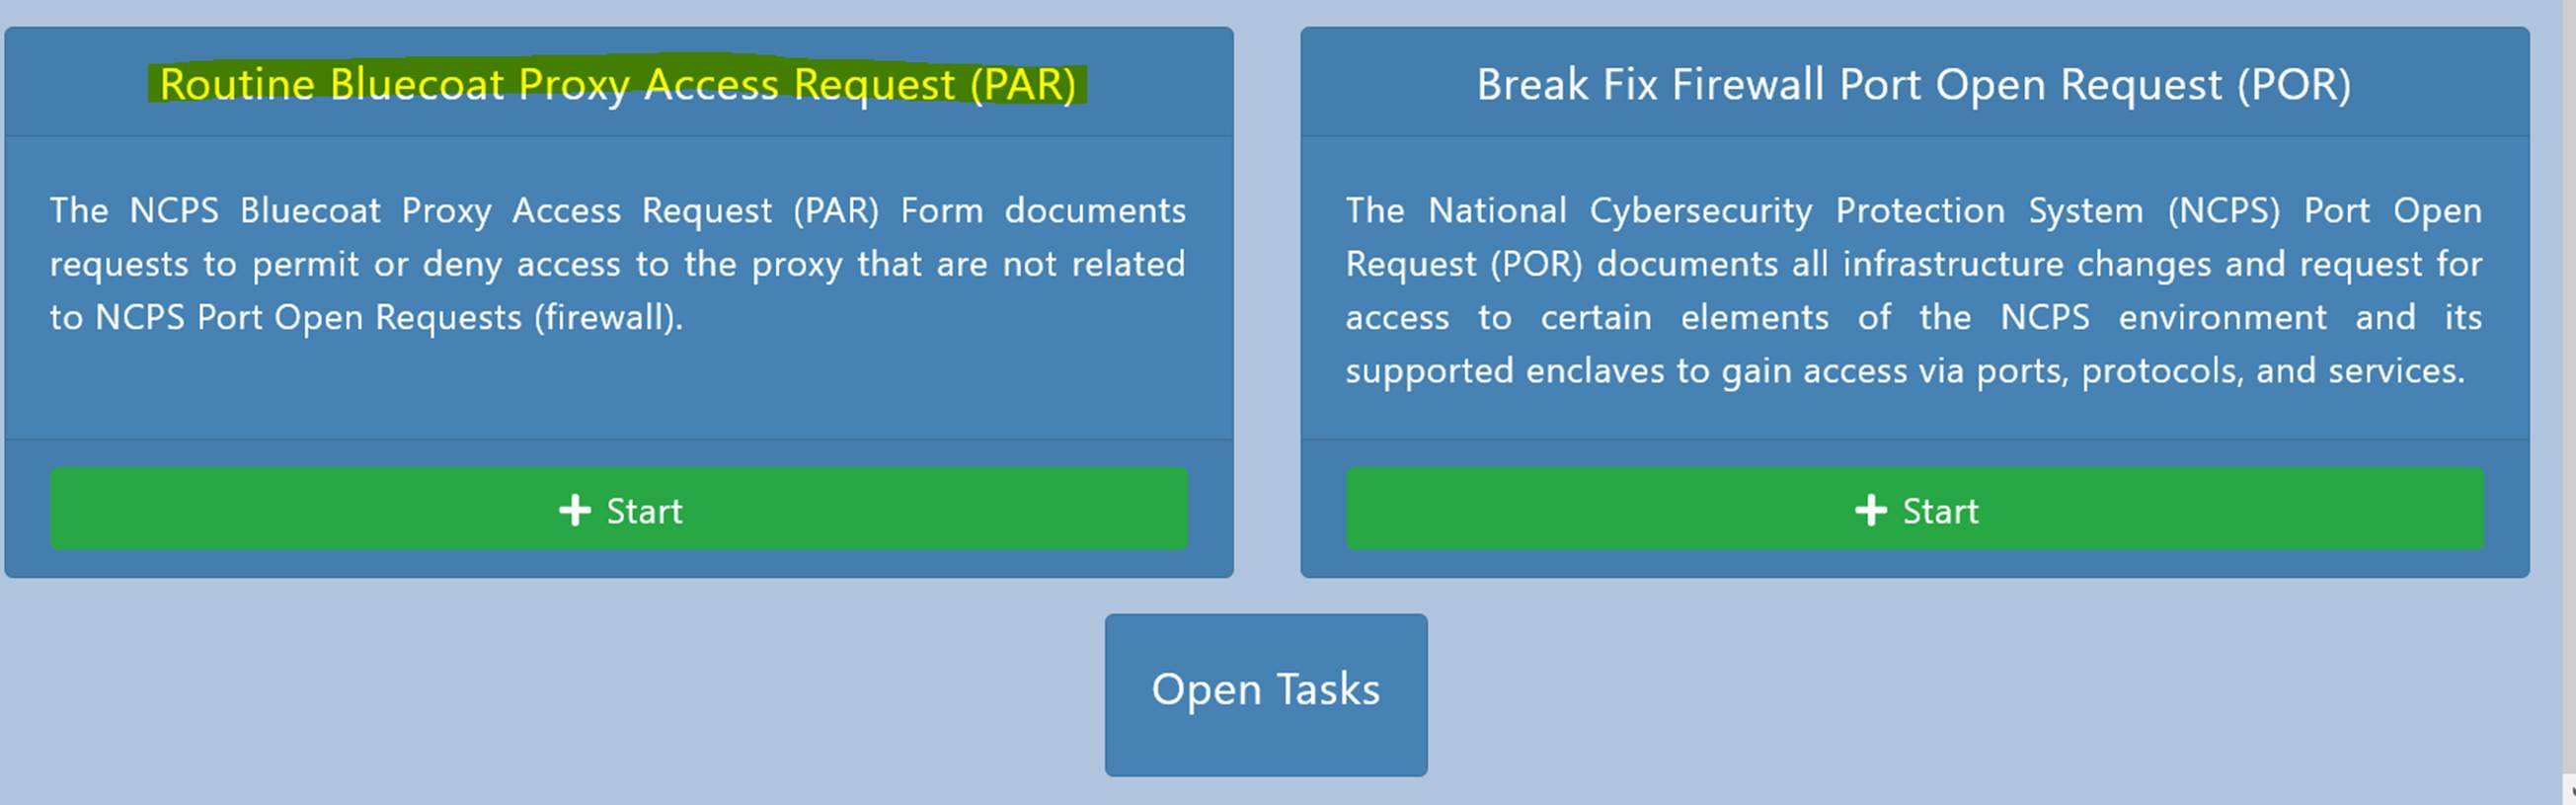 Routine Bluecoat Proxy Access Request (PAR)
The NCPS Bluecoat Proxy Access Request (PAR) Form documents
requests to permit or deny access to the proxy that are not related
to NCPS Port Open Requests (firewall).
Start
Break Fix Firewall Port Open Request (POR)
The National Cybersecurity Protection System (NCPS) Port Open
Request (POR) documents all infrastructure changes and request for
access to certain elements of the NCPS environment and its
supported enclaves to gain access via ports, protocols, and services.
Start
Open Tasks